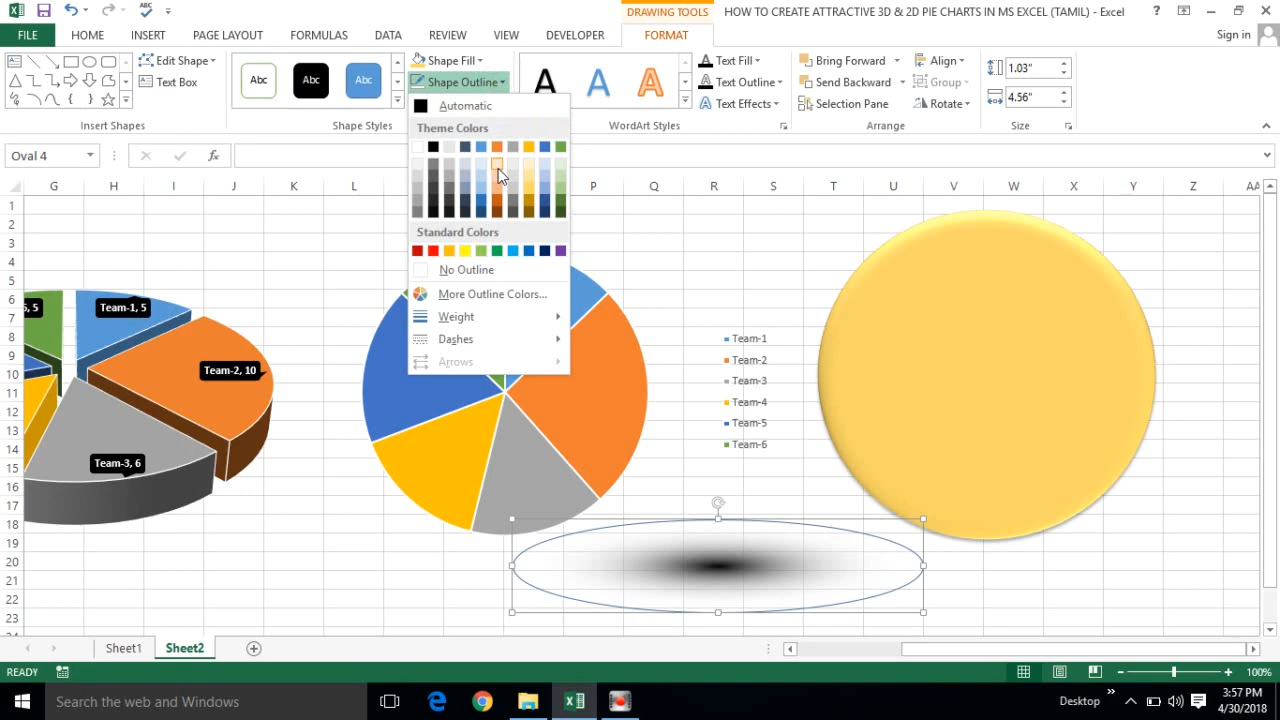 DRAWING TOOLS
HOW TO CREATE ATTRACTIVE 3D & 2D PIE CHARTS IN MS EXCEL (TAMIL) - Excel
?
FILE HOME INSERT PAGE LAYOUT FORMULAS DATA REVIEW VIEW DEVELOPER FORMAT Sign in
Edit Shape
Text Box
Insert Shapes
Abc Abc Abc
Shape Fill
Shape Outline
Shape Styles
A A A
Text Fill
Text Outline
Text Effects
WordArt Styles
Bring Forward
Send Backward
Selection Pane
Align
Group
Rotate
Arrange
1.03"
4.56"
Size
Automatic
Theme Colors
Standard Colors
No Outline
More Outline Colors...
Weight
Dashes
Arrows
Oval 4
fx
G H I J K L P Q R S T U V W X Y Z AA
1
2
3
4
5
6
7
8
9
10
11
12
13
14
15
16
17
18
19
20
21
22
23
, 5
Team-1, 5
Team-2, 10
Team-3, 6
Team-1
Team-2
Team-3
Team-4
Team-5
Team-6
Sheet1 Sheet2
READY
100%
Search the web and Windows
Desktop
3:57 PM
4/30/2018